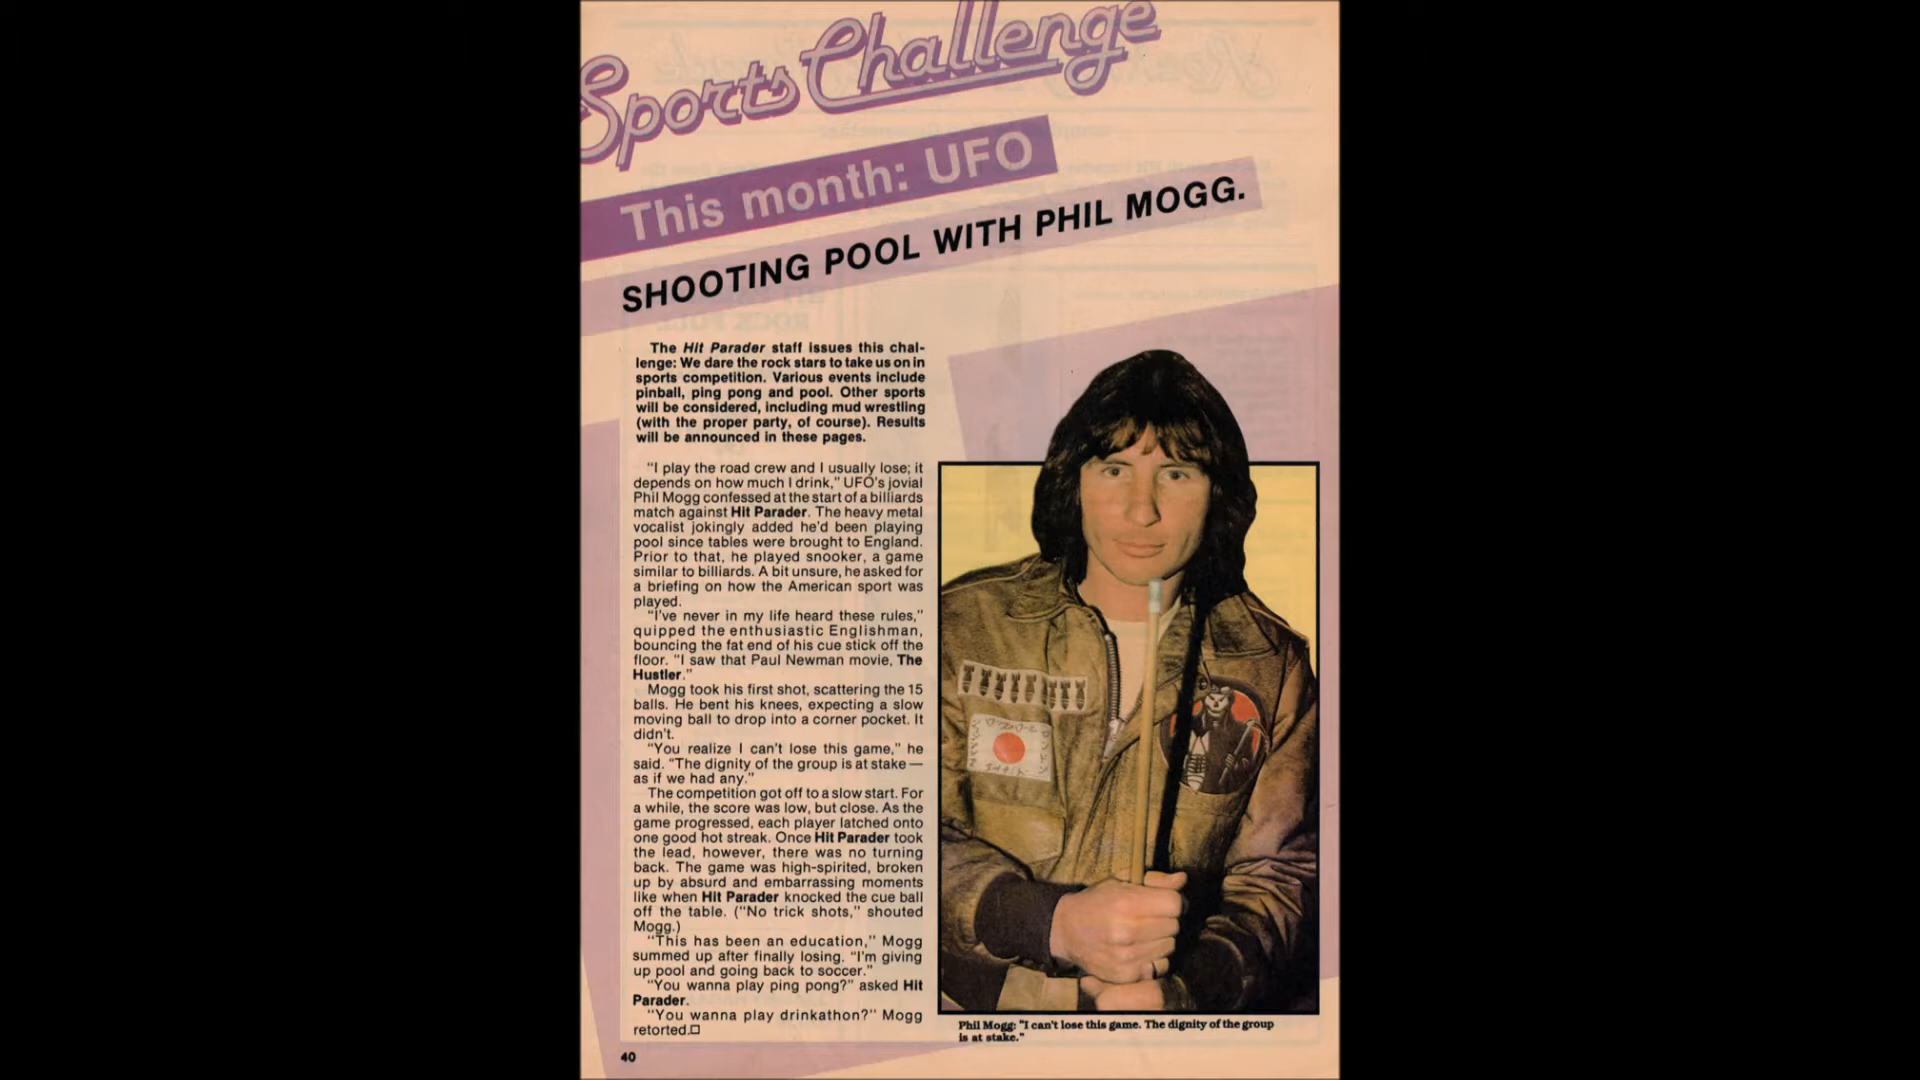 Sports Challenge
This month: UFO
SHOOTING POOL WITH PHIL MOGG.
The Hit Parader staff issues this chal-
lenge: We dare the rock stars to take us on in
sports competition. Various events include
pinball, ping pong and pool. Other sports
will be considered, including mud wrestling
(with the proper party, of course). Results
will be announced in these pages.
"I play the road crew and I usually lose; it
depends on how much I drink," UFO's jovial
Phil Mogg confessed at the start of a billiards
match against Hit Parader. The heavy metal
vocalist jokingly added he'd been playing
pool since tables were brought to England.
Prior to that, he played snooker, a game
similar to billiards. A bit unsure, he asked for
a briefing on how the American sport was
played.
"I've never in my life heard these rules,"
quipped the enthusiastic Englishman,
bouncing the fat end of his cue stick off the
floor. "I saw that Paul Newman movie, The
Hustler."
Mogg took his first shot, scattering the 15
balls. He bent his knees, expecting a slow
moving ball to drop into a corner pocket. It
didn't.
"You realize I can't lose this game," he
said. "The dignity of the group is at stake —
as if we had any."
The competition got off to a slow start. For
a while, the score was low, but close. As the
game progressed, each player latched onto
one good hot streak. Once Hit Parader took
the lead, however, there was no turning
back. The game was high-spirited, broken
up by absurd and embarrassing moments
like when Hit Parader knocked the cue ball
off the table. ("No trick shots," shouted
Mogg.)
"This has been an education," Mogg
summed up after finally losing. "I'm giving
up pool and going back to soccer."
"You wanna play ping pong?" asked Hit
Parader.
"You wanna play drinkathon?" Mogg
retorted.□
Phil Mogg: "I can't lose this game. The dignity of the group
is at stake."
40